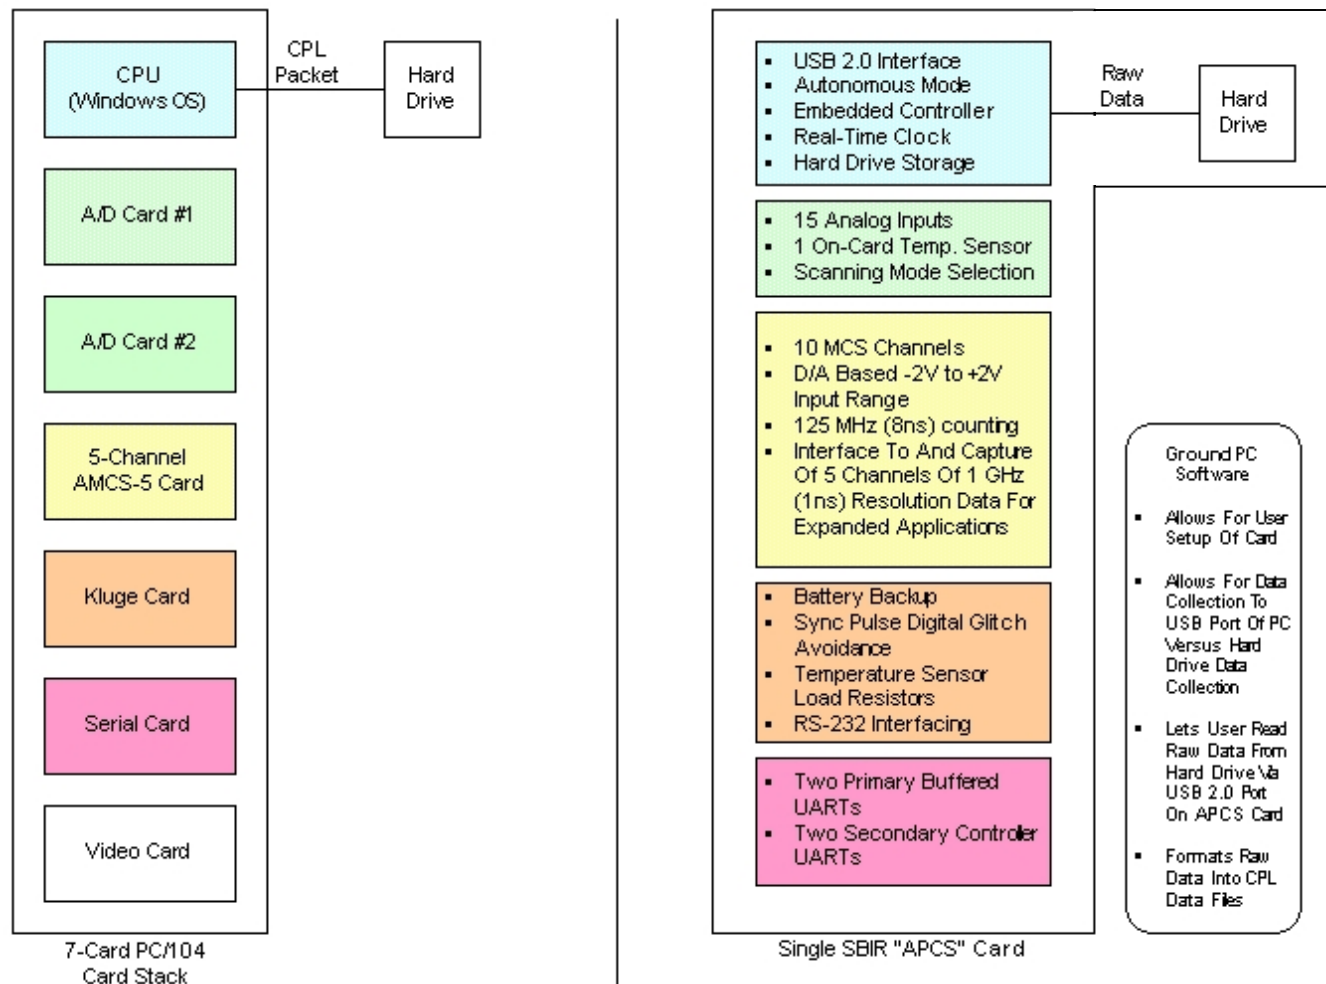 CPU
(Windows OS)
CPL
Packet
Hard
Drive
A/D Card #1
A/D Card #2
5-Channel
AMCS-5 Card
Kluge Card
Serial Card
Video Card
7-Card PC/104
Card Stack
▪ USB 2.0 Interface
▪ Autonomous Mode
▪ Embedded Controller
▪ Real-Time Clock
▪ Hard Drive Storage
Raw
Data
Hard
Drive
▪ 15 Analog Inputs
▪ 1 On-Card Temp. Sensor
▪ Scanning Mode Selection
▪ 10 MCS Channels
▪ D/A Based -2V to +2V
Input Range
▪ 125 MHz (8ns) counting
▪ Interface To And Capture
Of 5 Channels Of 1 GHz
(1ns) Resolution Data For
Expanded Applications
▪ Battery Backup
▪ Sync Pulse Digital Glitch
Avoidance
▪ Temperature Sensor
Load Resistors
▪ RS-232 Interfacing
▪ Two Primary Buffered
UARTs
▪ Two Secondary Controller
UARTs
Single SBIR "APCS" Card
Ground PC
Software
▪ Allows For User
Setup Of Card
▪ Allows For Data
Collection To
USB Port Of PC
Versus Hard
Drive Data
Collection
▪ Lets User Read
Raw Data From
Hard Drive Via
USB 2.0 Port
On APCS Card
▪ Formats Raw
Data Into CPL
Data Files